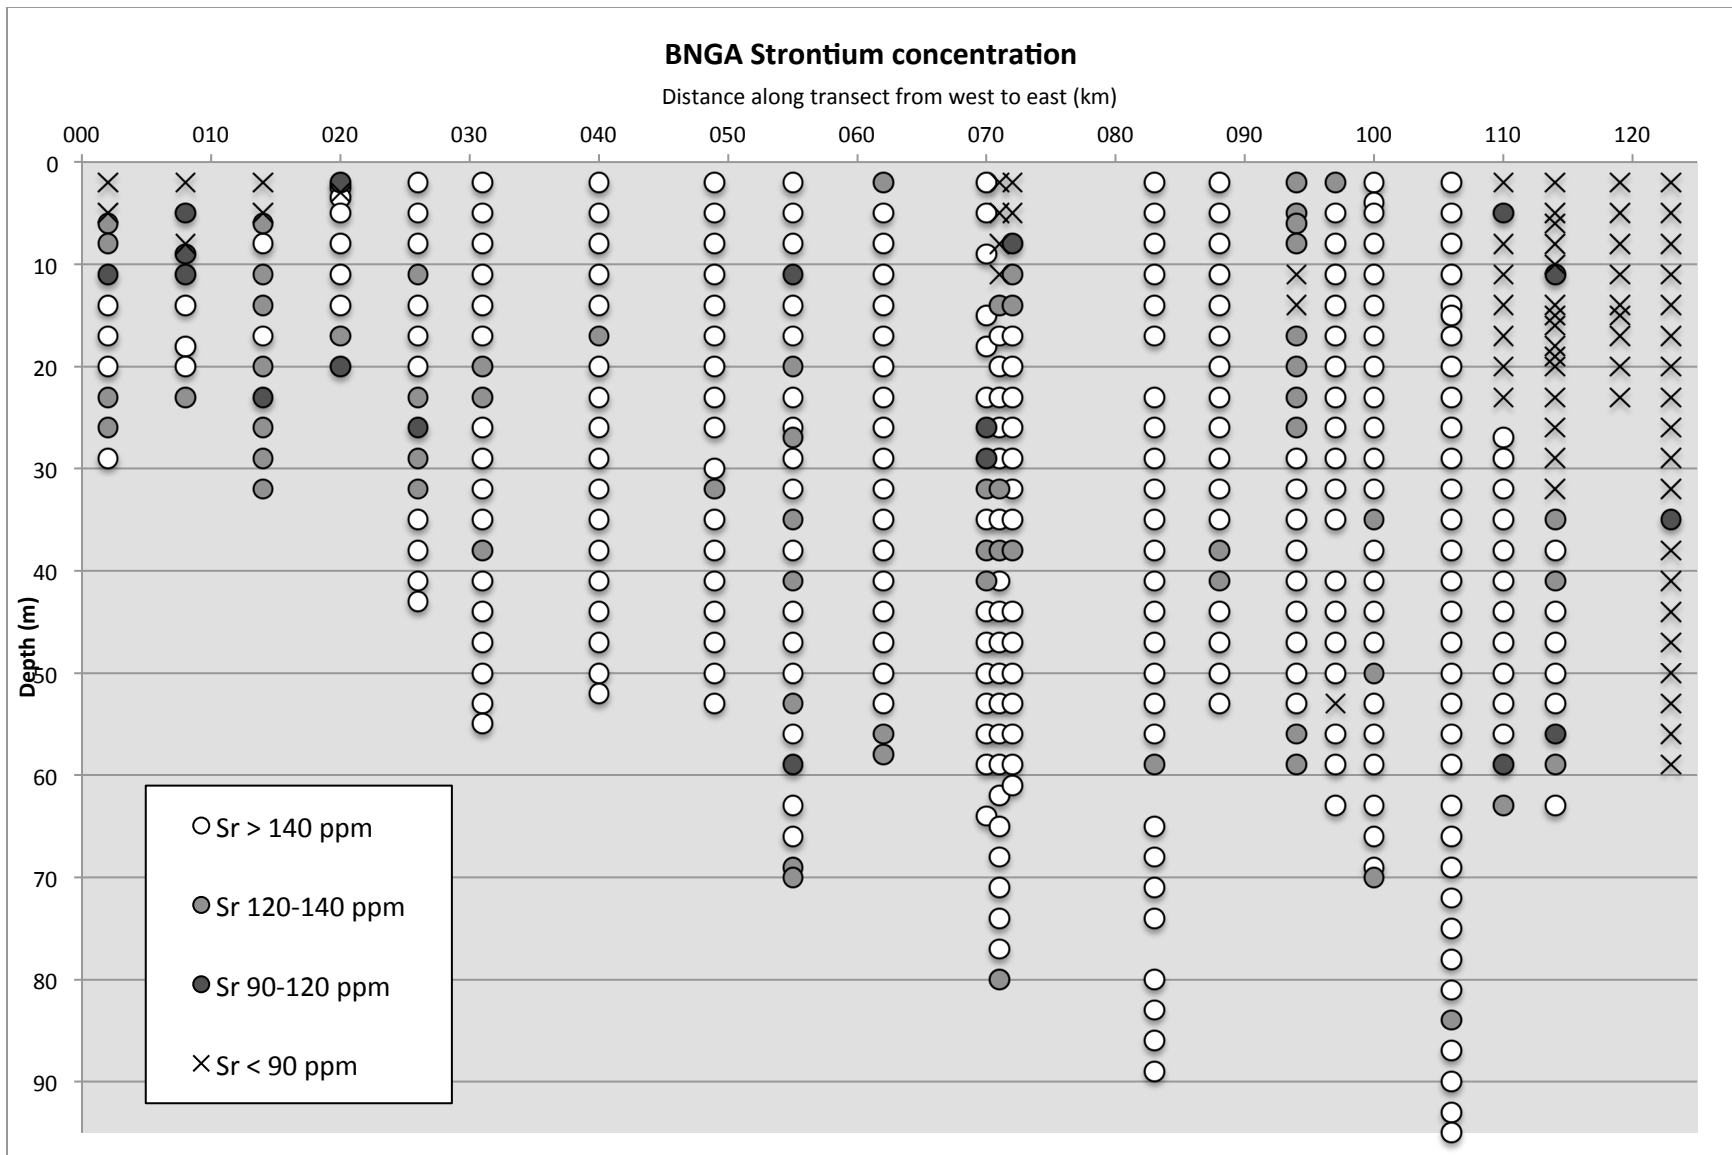 BNGA Strontium concentration
Distance along transect from west to east (km)
000 010 020 030 040 050 060 070 080 090 100 110 120
0
10
20
30
40
50
60
70
80
90
Depth (m)
Sr > 140 ppm
Sr 120-140 ppm
Sr 90-120 ppm
Sr < 90 ppm